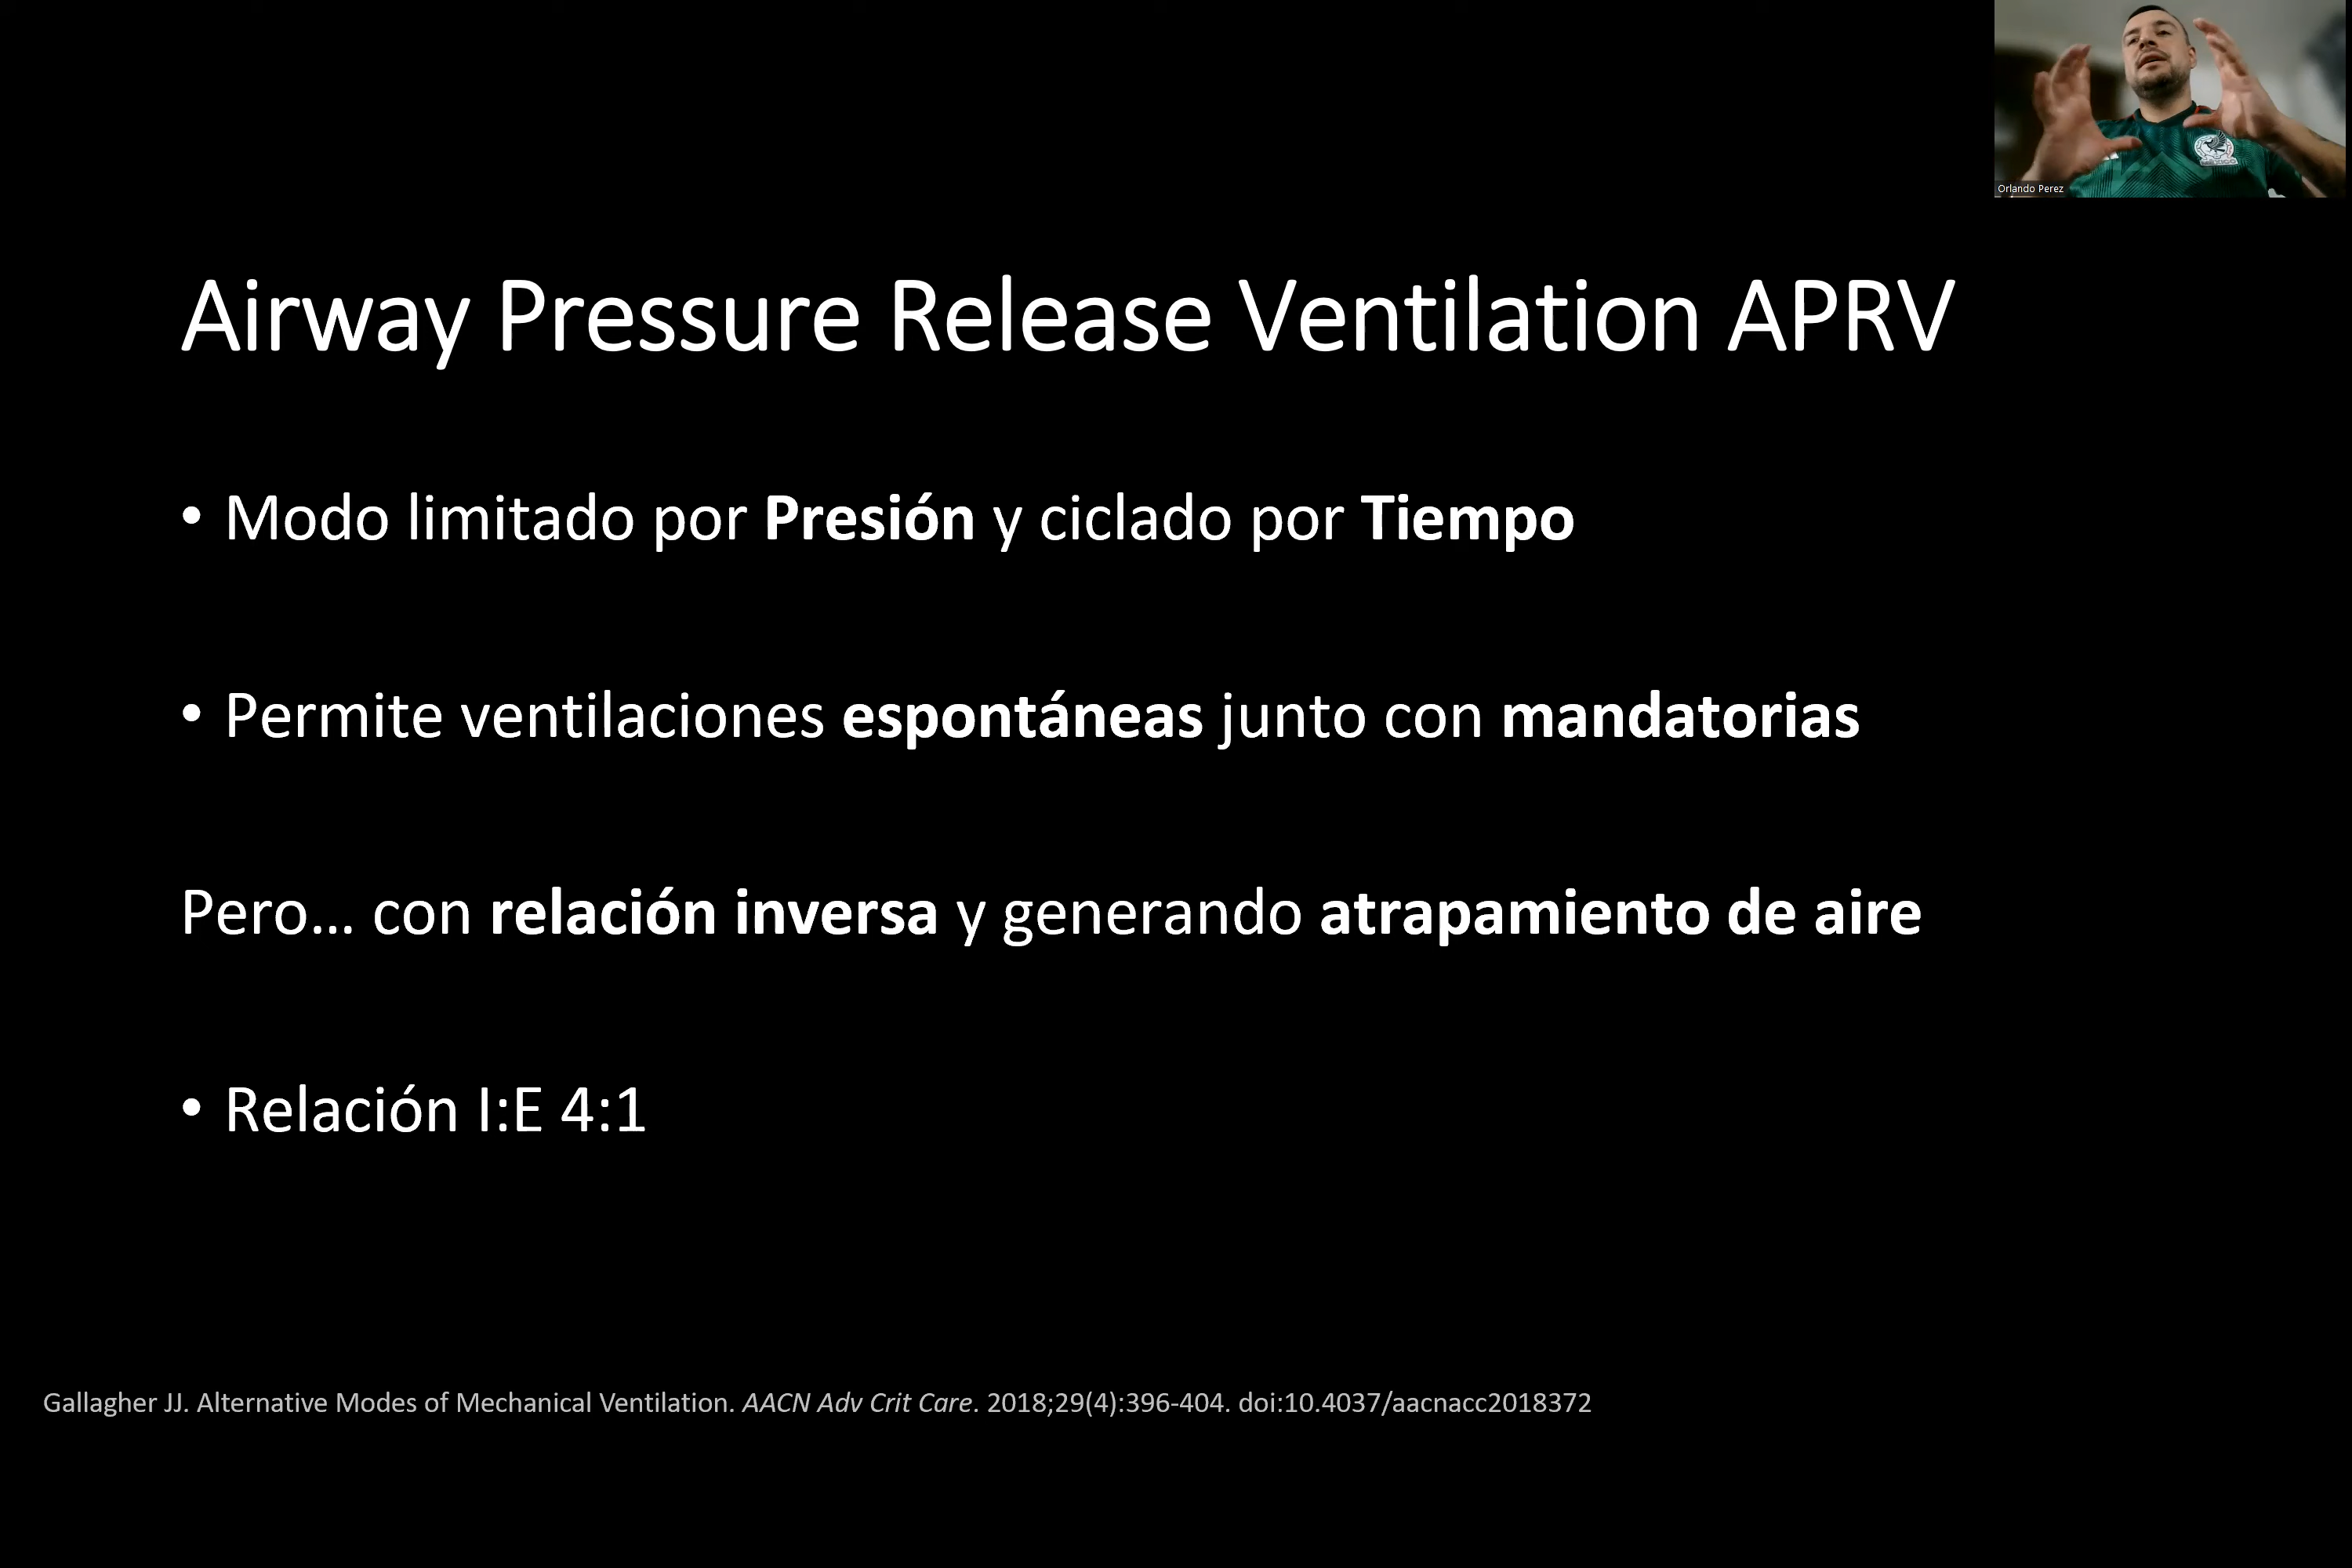 Orlando Perez
Airway Pressure Release Ventilation APRV
• Modo limitado por Presión y ciclado por Tiempo
• Permite ventilaciones espontáneas junto con mandatorias
Pero... con relación inversa y generando atrapamiento de aire
• Relación I:E 4:1
Gallagher JJ. Alternative Modes of Mechanical Ventilation. AACN Adv Crit Care. 2018;29(4):396-404. doi:10.4037/aacnacc2018372